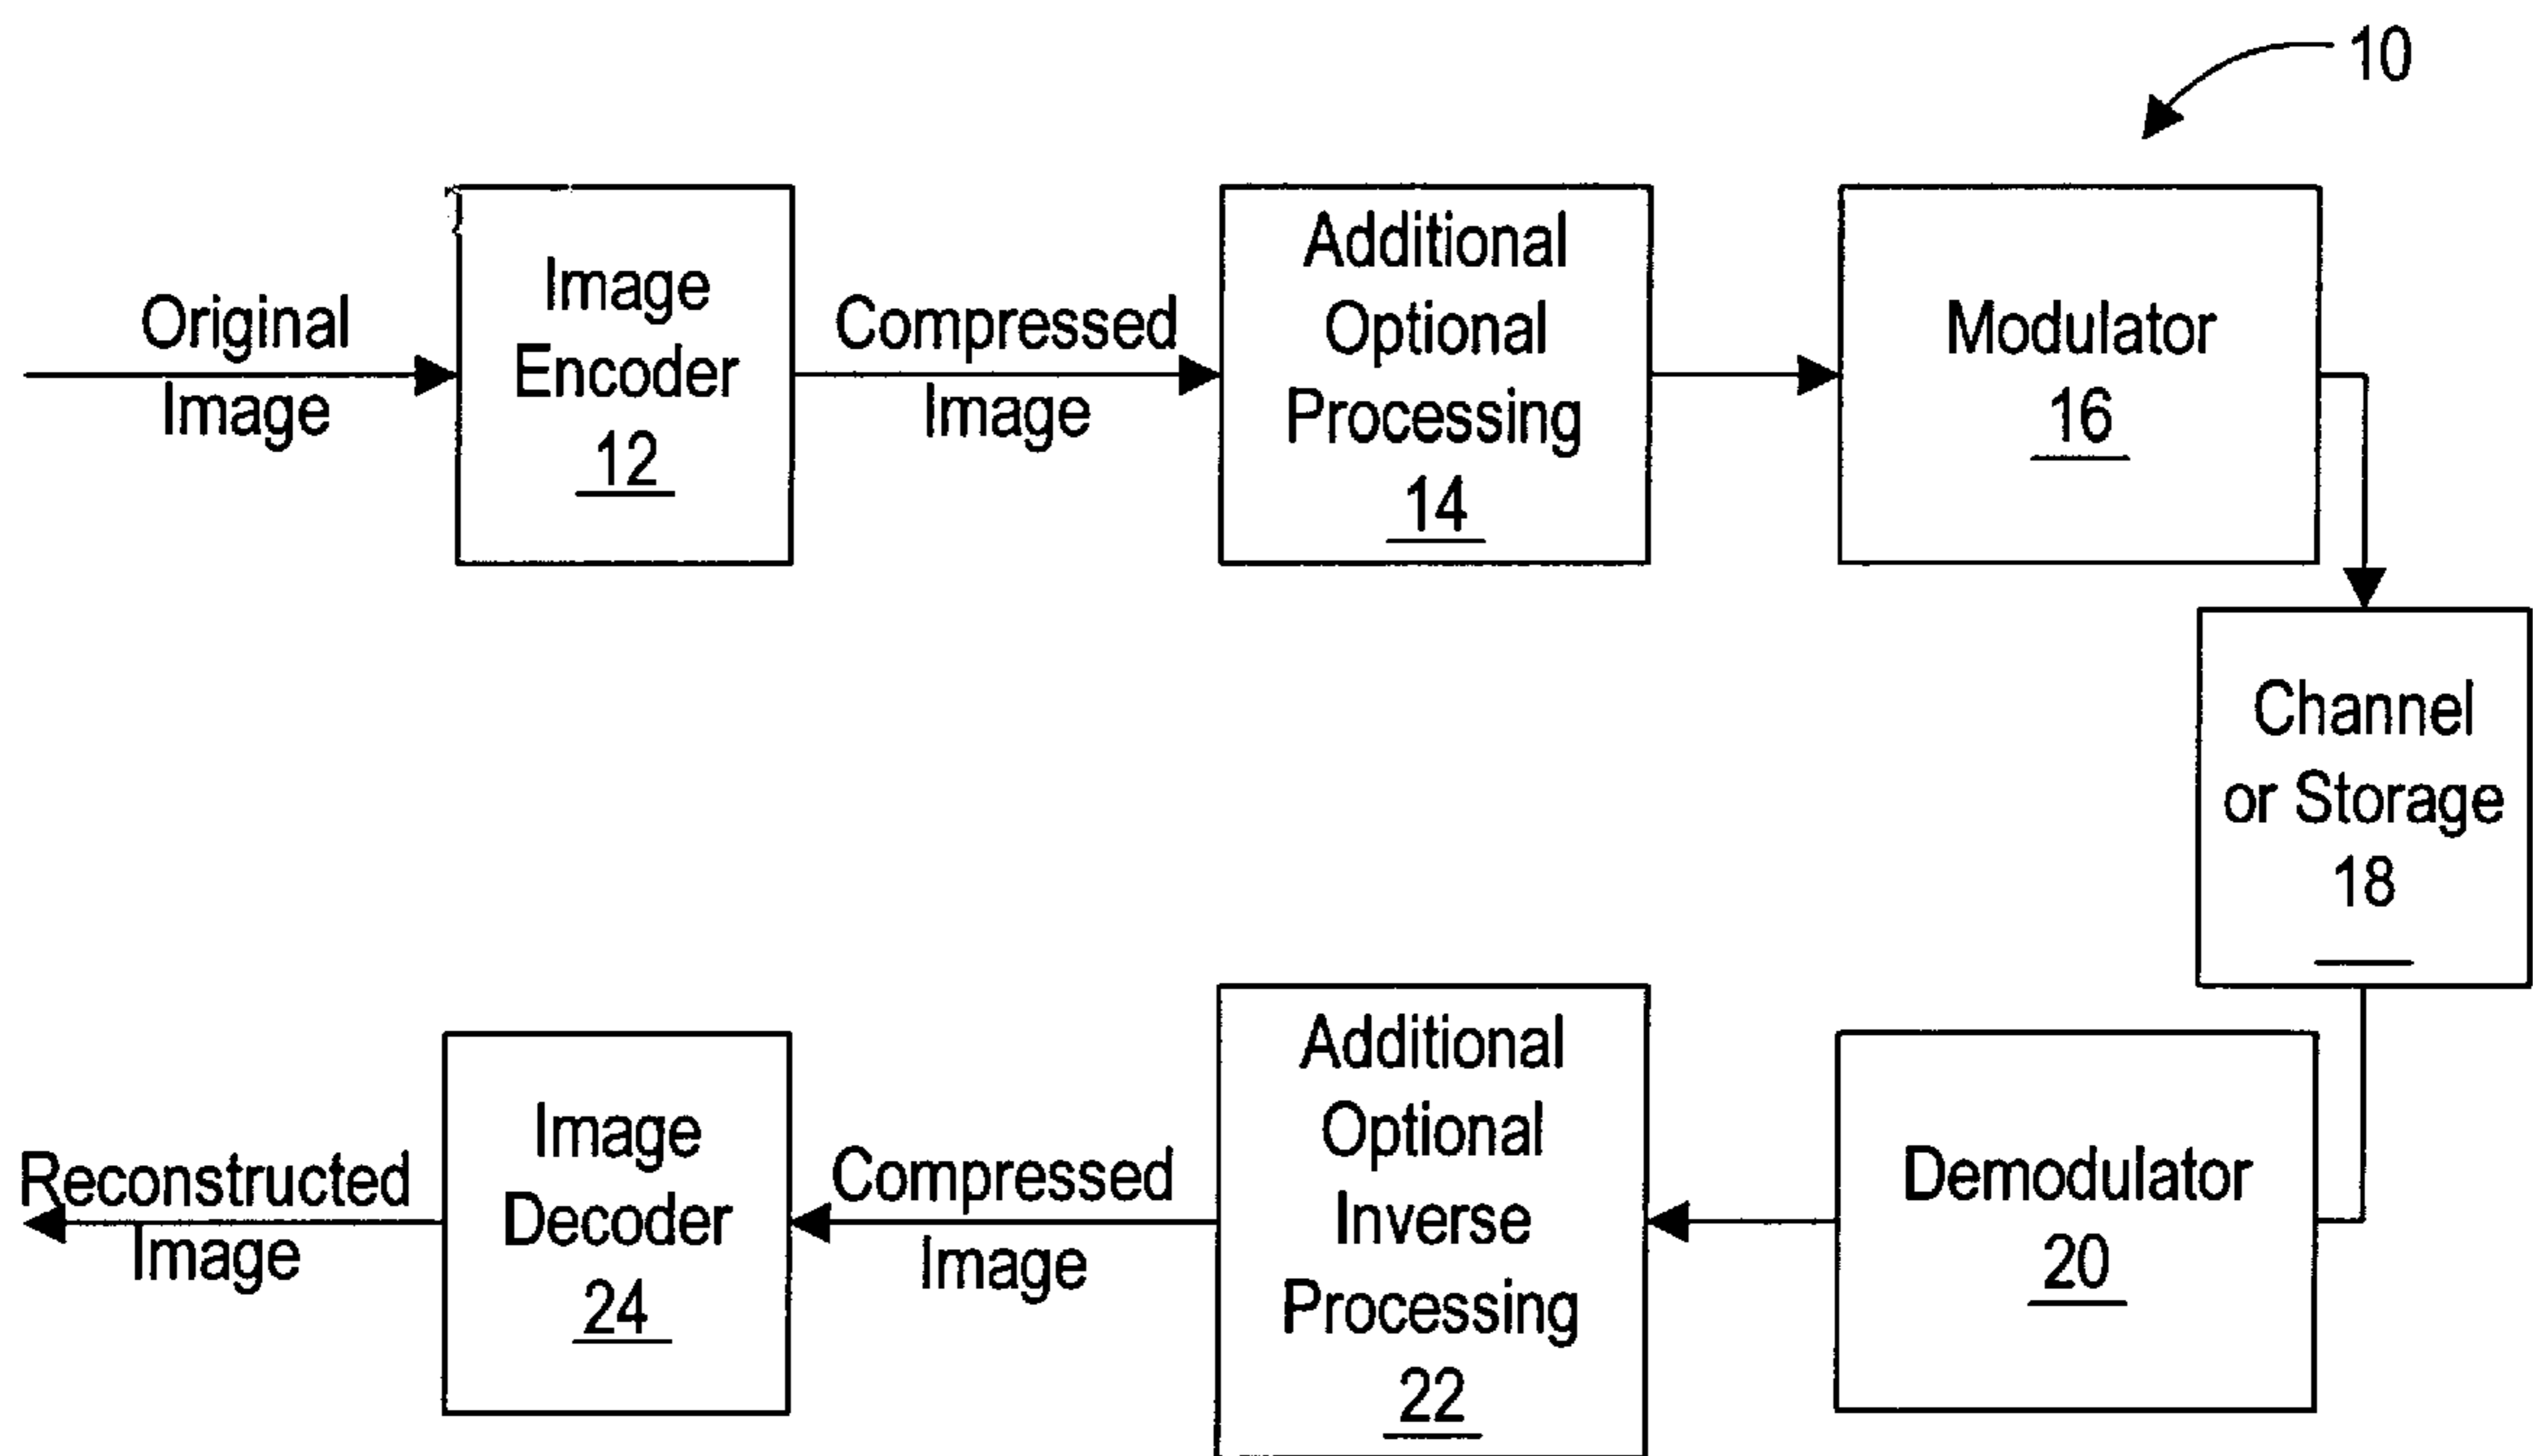 10
Original
Image
Image
Encoder
12
Compressed
Image
Additional
Optional
Processing
14
Modulator
16
Channel
or Storage
18
Demodulator
20
Additional
Optional
Inverse
Processing
22
Compressed
Image
Image
Decoder
24
Reconstructed
Image